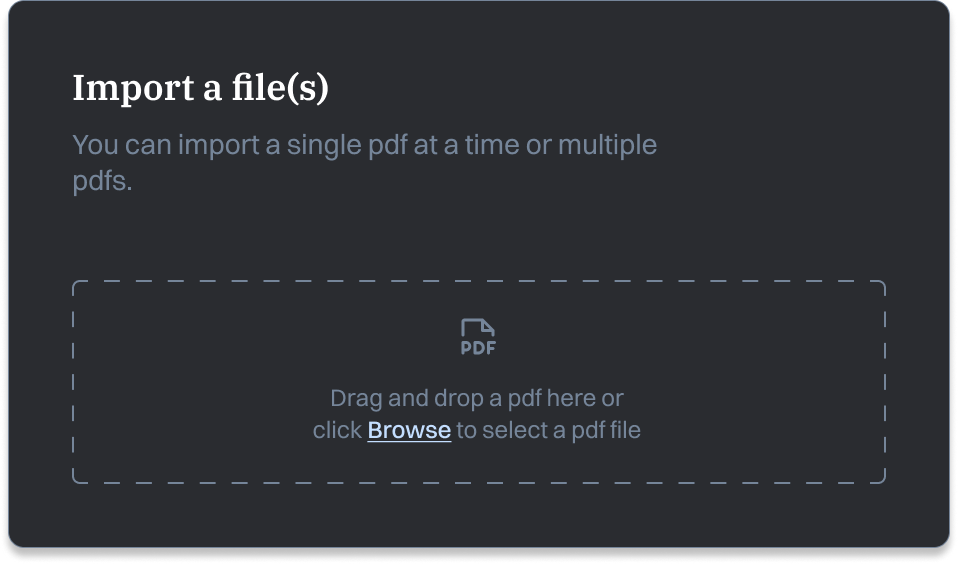 Import a file(s)
You can import a single pdf at a time or multiple
pdfs.
PDF
Drag and drop a pdf here or
click Browse to select a pdf file